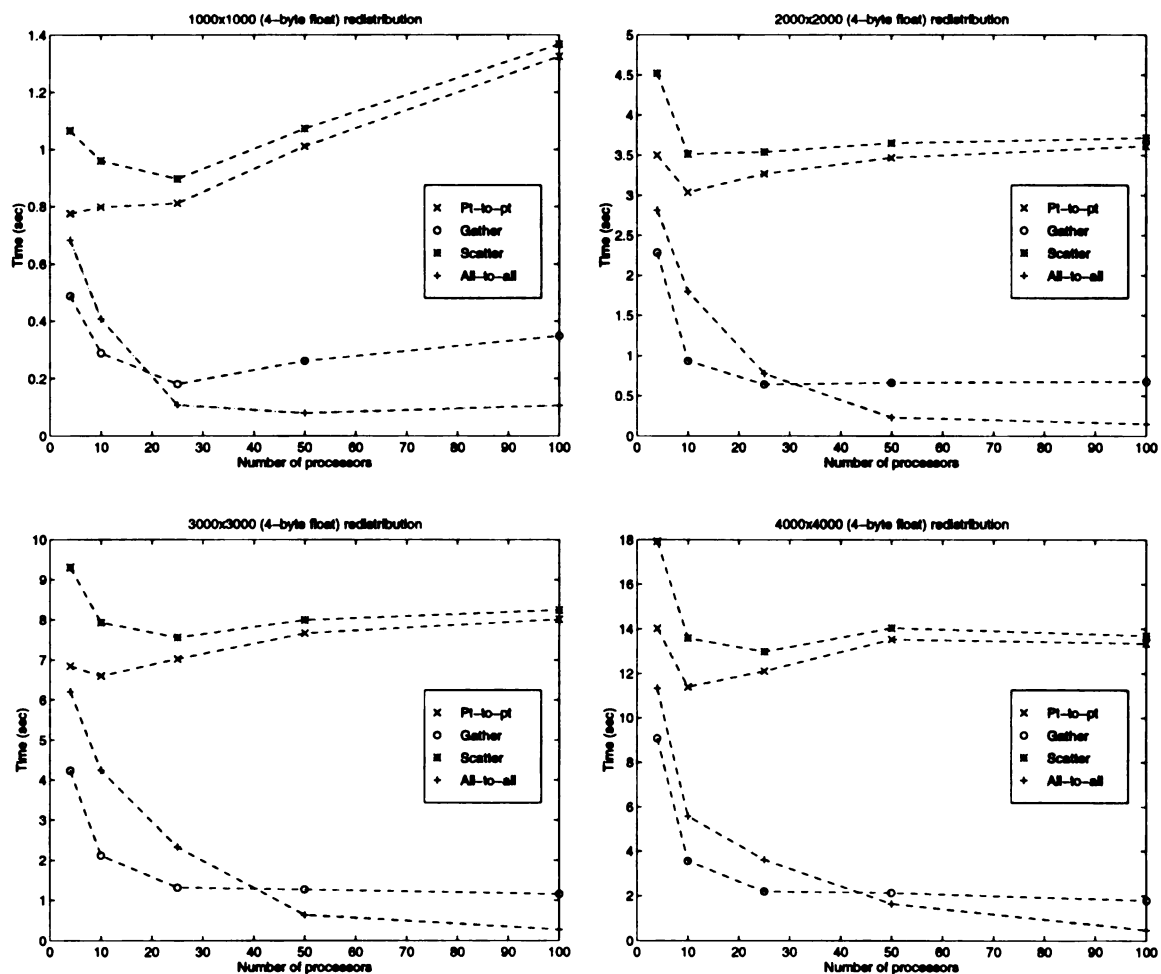 1000x1000 (4-byte float) redistribution
1.4
1.2
1
0.8
0.6
0.4
0.2
0
Time (sec)
Pt-to-pt
Gather
Scatter
All-to-all
0 10 20 30 40 50 60 70 80 90 100
Number of processors
2000x2000 (4-byte float) redistribution
5
4.5
4
3.5
3
2.5
2
1.5
1
0.5
0
Time (sec)
Pt-to-pt
Gather
Scatter
All-to-all
0 10 20 30 40 50 60 70 80 90 100
Number of processors
3000x3000 (4-byte float) redistribution
10
9
8
7
6
5
4
3
2
1
0
Time (sec)
Pt-to-pt
Gather
Scatter
All-to-all
0 10 20 30 40 50 60 70 80 90 100
Number of processors
4000x4000 (4-byte float) redistribution
18
16
14
12
10
8
6
4
2
0
Time (sec)
Pt-to-pt
Gather
Scatter
All-to-all
0 10 20 30 40 50 60 70 80 90 100
Number of processors